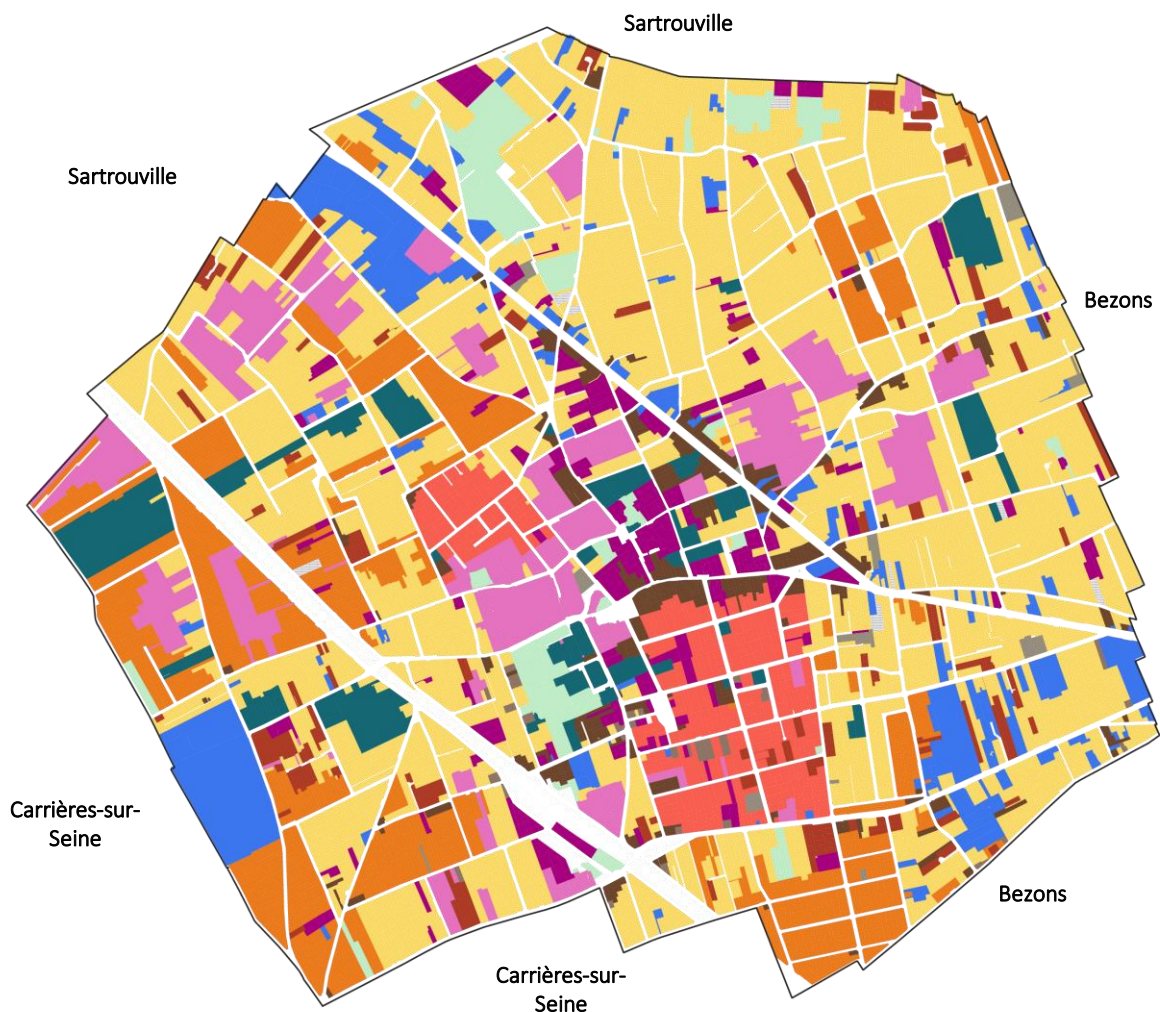 Sartrouville
Sartrouville
Bezons
Carrières-sur-
Seine
Bezons
Carrières-sur-
Seine